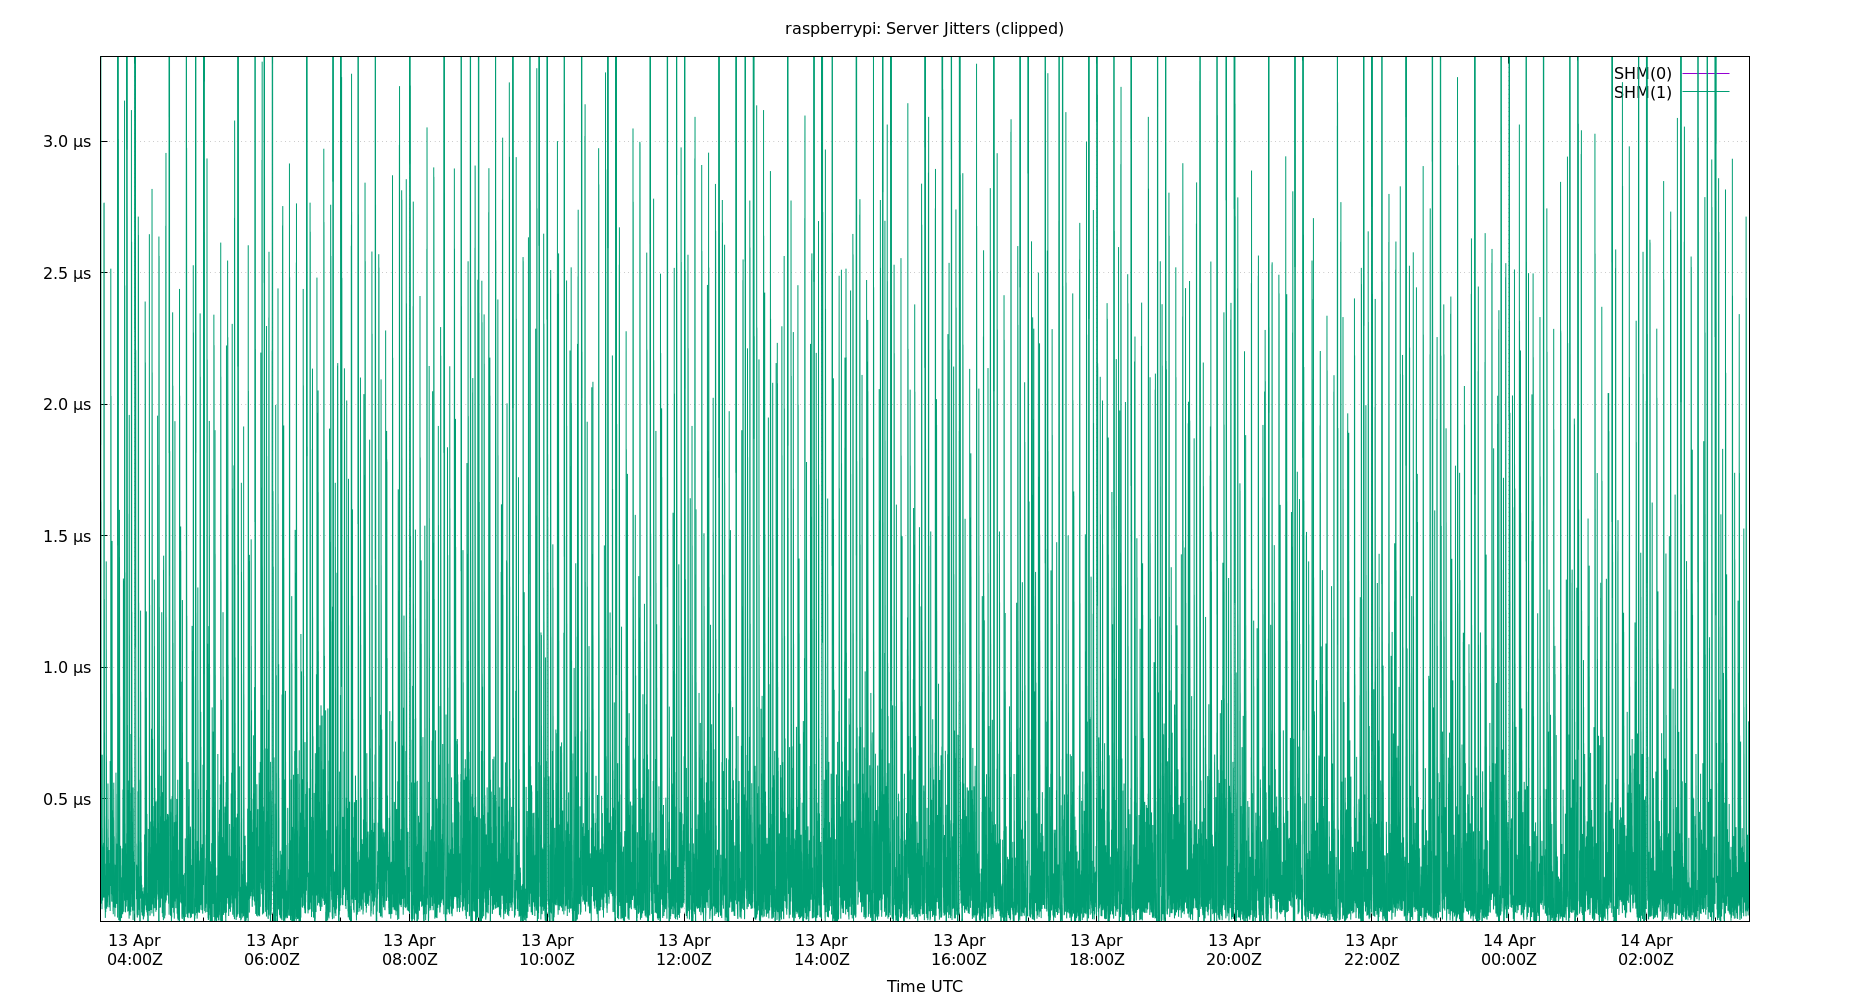 raspberrypi: Server Jitters (clipped)
SHM(0)
SHM(1)
3.0 µs
2.5 µs
2.0 µs
1.5 µs
1.0 µs
0.5 µs
13 Apr 13 Apr 13 Apr 13 Apr 13 Apr 13 Apr 13 Apr 13 Apr 13 Apr 13 Apr 14 Apr 14 Apr
04:00Z 06:00Z 08:00Z 10:00Z 12:00Z 14:00Z 16:00Z 18:00Z 20:00Z 22:00Z 00:00Z 02:00Z
Time UTC